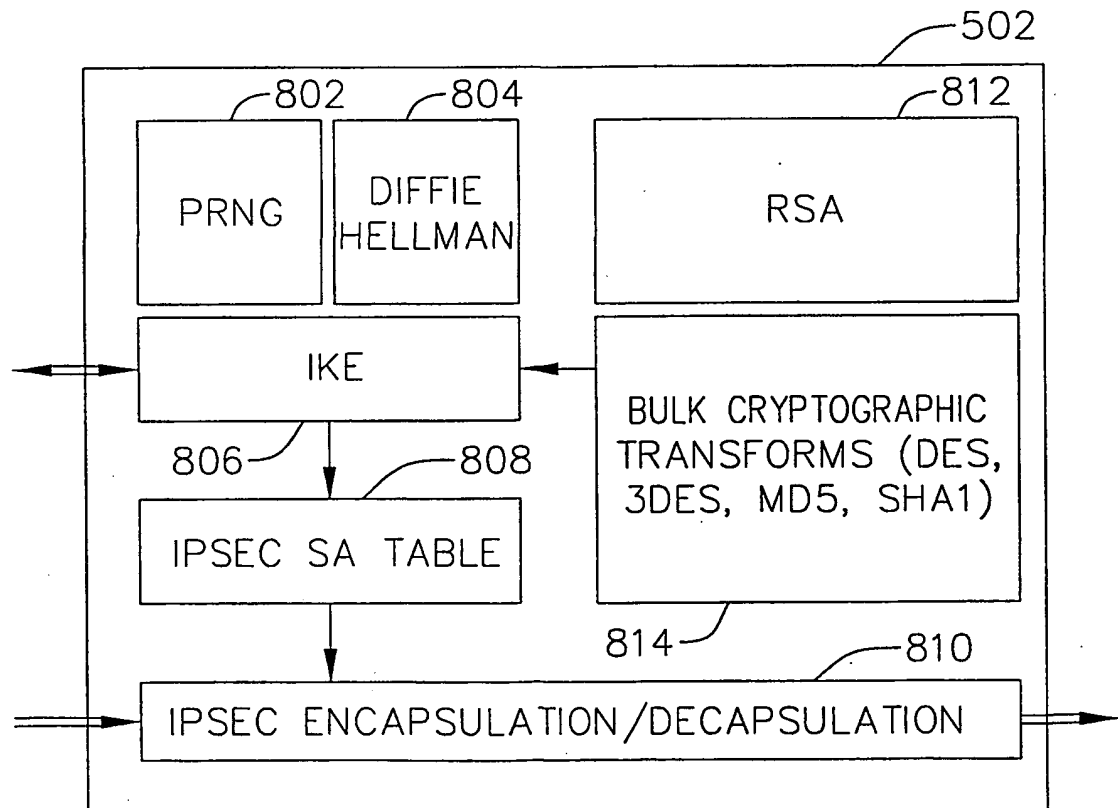 502
802
804
812
PRNG
DIFFIE
HELLMAN
RSA
IKE
BULK CRYPTOGRAPHIC
TRANSFORMS (DES,
3DES, MD5, SHA1)
806
808
IPSEC SA TABLE
814
810
IPSEC ENCAPSULATION/DECAPSULATION